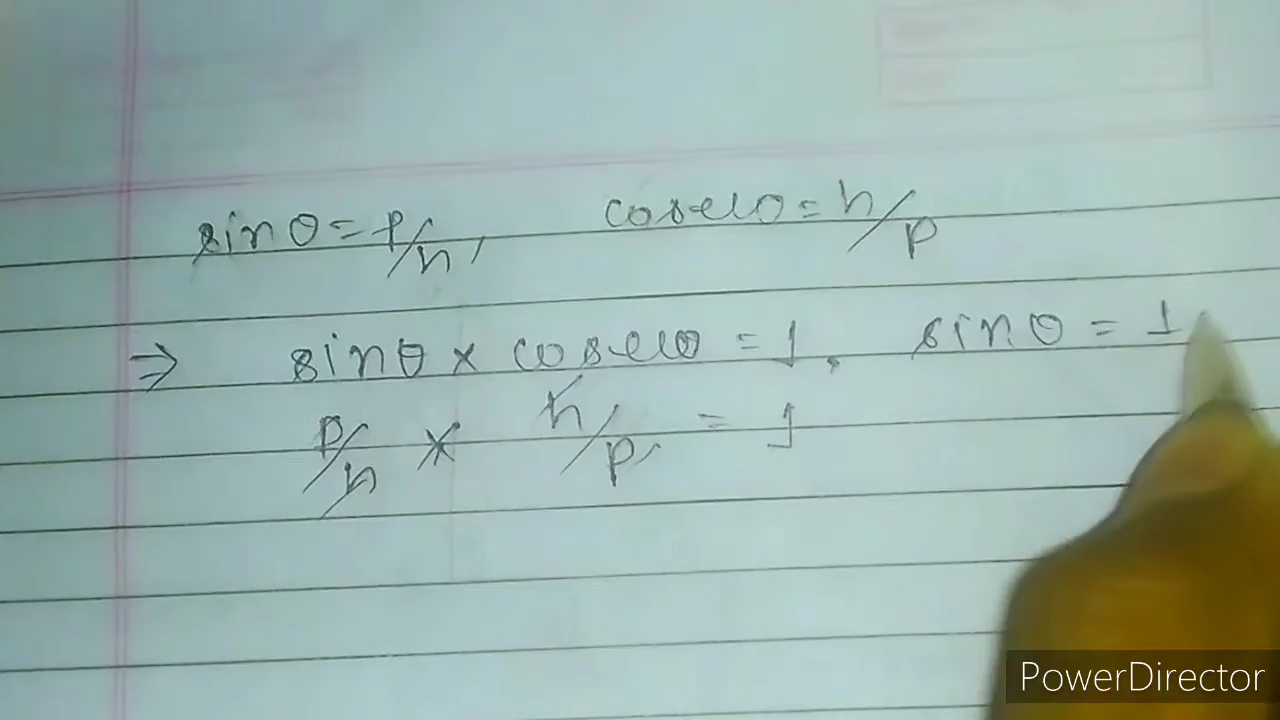 sinθ = p/h, cosecθ = h/p
⇒ sinθ × cosecθ = 1, sinθ = 1
p/h × h/p = 1
PowerDirector